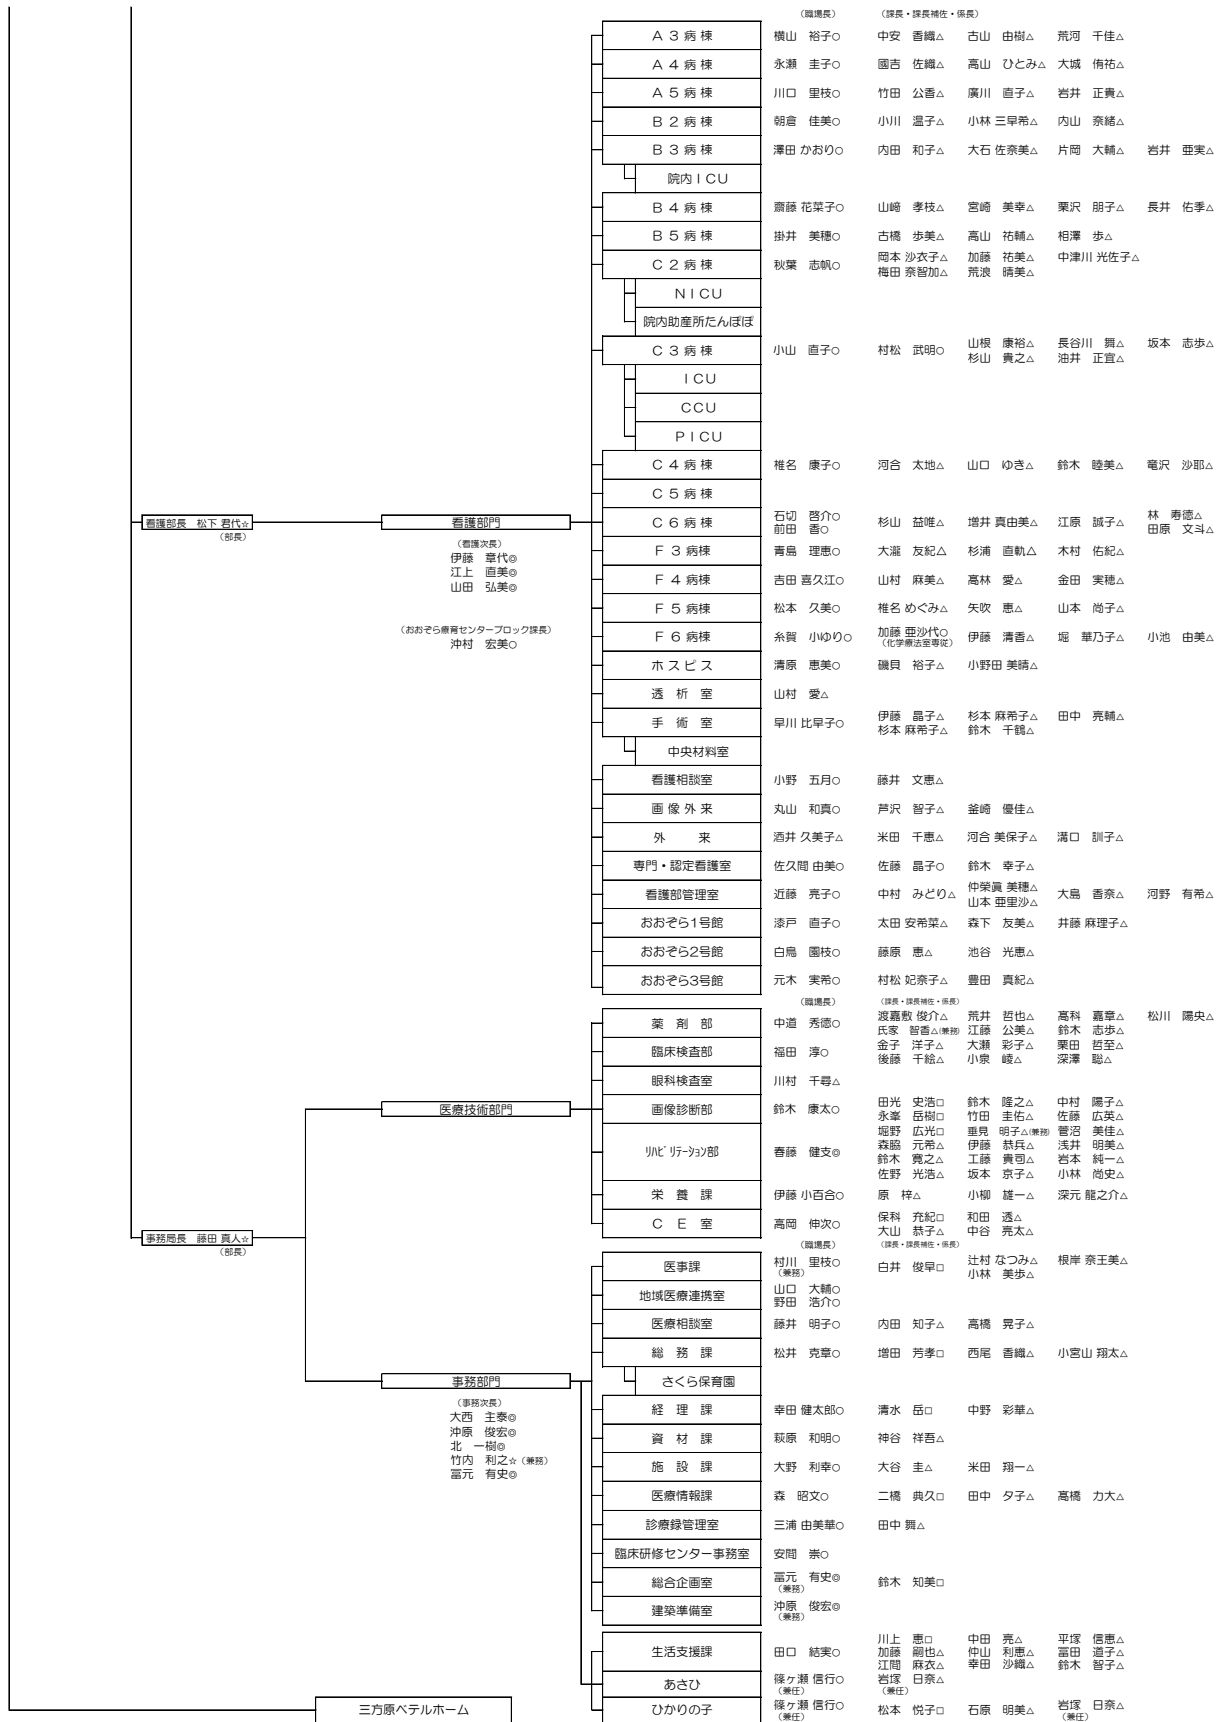 （職場長） （課長・課長補佐・係長）
A３病棟 横山 裕子○ 中安 香織△ 古山 由樹△ 荒河 千佳△
A４病棟 永瀬 圭子○ 國吉 佐織△ 高山 ひとみ△ 大城 侑祐△
A５病棟 川口 里枝○ 竹田 公香△ 廣川 直子△ 岩井 正貴△
B２病棟 朝倉 佳美○ 小川 温子△ 小林 三早希△ 内山 奈緒△
B３病棟 澤田 かおり○ 内田 和子△ 大石 佐奈美△ 片岡 大輔△ 岩井 亜実△
院内ICU
B４病棟 齋藤 花菜子○ 山﨑 孝枝△ 宮崎 美幸△ 栗沢 朋子△ 長井 佑季△
B５病棟 掛井 美穂○ 古橋 歩美△ 高山 祐輔△ 相澤 歩△
C２病棟 秋葉 志帆○ 岡本 沙衣子△ 加藤 祐美△ 中津川 光佐子△
梅田 奈智加△ 荒浪 晴美△
NICU
院内助産所たんぽぽ
C３病棟 小山 直子○ 村松 武明○ 山根 康裕△ 長谷川 舞△ 坂本 志歩△
杉山 貴之△ 油井 正宜△
ICU
CCU
PICU
C４病棟 椎名 康子○ 河合 太地△ 山口 ゆき△ 鈴木 睦美△ 竜沢 沙耶△
C５病棟
看護部長 松下 君代☆ 看護部門 C６病棟 石切 啓介○ 杉山 益唯△ 増井 真由美△ 江原 誠子△ 林 寿徳△
前田 香○ 田原 文斗△
（部長）
（看護次長）
伊藤 章代◎
江上 直美◎
山田 弘美◎
F３病棟 青島 理恵○ 大瀧 友紀△ 杉浦 直軌△ 木村 佑紀△
F４病棟 吉田 喜久江○ 山村 麻美△ 髙林 愛△ 金田 実穂△
F５病棟 松本 久美○ 椎名 めぐみ△ 矢吹 恵△ 山本 尚子△
（おおぞら療育センターブロック課長）
沖村 宏美○
F６病棟 糸賀 小ゆり○ 加藤 亜沙代○ 伊藤 清香△ 堀 華乃子△ 小池 由美△
（化学療法室専従）
ホスピス 清原 恵美○ 磯貝 裕子△ 小野田 美晴△
透析室 山村 愛△
手術室 早川 比早子○ 伊藤 晶子△ 杉本 麻希子△ 田中 亮輔△
杉本 麻希子△ 鈴木 千鶴△
中央材料室
看護相談室 小野 五月○ 藤井 文恵△
画像外来 丸山 和真○ 芦沢 智子△ 釜崎 優佳△
外来 酒井 久美子△ 米田 千恵△ 河合 美保子△ 溝口 訓子△
専門・認定看護室 佐久間 由美○ 佐藤 晶子○ 鈴木 幸子△
看護部管理室 近藤 亮子○ 中村 みどり△ 仲榮眞 美穂△ 大島 香奈△ 河野 有希△
山本 亜里沙△
おおぞら1号館 漆戸 直子○ 太田 安希菜△ 森下 友美△ 井藤 麻理子△
おおぞら2号館 白鳥 園枝○ 藤原 恵△ 池谷 光恵△
おおぞら3号館 元木 実希○ 村松 妃奈子△ 豊田 真紀△
（職場長） （課長・課長補佐・係長）
薬剤部 中道 秀徳○ 渡嘉敷 俊介△ 荒井 哲也△ 高科 嘉章△ 松川 陽央△
氏家 智香△（兼務） 江藤 公美△ 鈴木 志歩△
臨床検査部 福田 淳○ 金子 洋子△ 大瀬 彩子△ 栗田 哲至△
後藤 千絵△ 小泉 崚△ 深澤 聡△
眼科検査室 川村 千尋△
医療技術部門 画像診断部 鈴木 康太○ 田光 史浩□ 鈴木 隆之△ 中村 陽子△
永峯 岳樹□ 竹田 圭佑△ 佐藤 広英△
堀野 広光□ 垂見 明子△（兼務） 菅沼 美佳△
リハビリテーション部 春藤 健支◎ 森脇 元希△ 伊藤 恭兵△ 浅井 明美△
鈴木 寛之△ 工藤 貴司△ 岩本 純一△
佐野 光浩△ 坂本 京子△ 小林 尚史△
栄養課 伊藤 小百合○ 原 梓△ 小柳 雄一△ 深元 龍之介△
CE室 高岡 伸次○ 保科 充紀□ 和田 透△
大山 恭子△ 中谷 亮太△
事務局長 藤田 真人☆
（部長）
（職場長） （課長・課長補佐・係長）
医事課 村川 里枝○ 白井 俊早□ 辻村 なつみ△ 根岸 奈王美△
（兼務） 小林 美歩△
地域医療連携室 山口 大輔○
野田 浩介○
医療相談室 藤井 明子○ 内田 知子△ 高橋 晃子△
総務課 松井 克章○ 増田 芳孝□ 西尾 香織△ 小宮山 翔太△
事務部門 さくら保育園
（事務次長）
大西 主泰◎
沖原 俊宏◎
北 一樹◎
竹内 利之☆（兼務）
冨元 有史◎
経理課 幸田 健太郎○ 清水 岳□ 中野 彩華△
資材課 萩原 和明○ 神谷 祥吾△
施設課 大野 利幸○ 大谷 圭△ 米田 翔一△
医療情報課 森 昭文○ 二橋 典久□ 田中 夕子△ 髙橋 力大△
診療録管理室 三浦 由美華○ 田中 舞△
臨床研修センター事務室 安間 崇○
総合企画室 冨元 有史◎ 鈴木 知美□
（兼務）
建築準備室 沖原 俊宏◎
（兼務）
生活支援課 田口 結実○ 川上 恵□ 中田 亮△ 平塚 信恵△
加藤 嗣也△ 仲山 利恵△ 冨田 道子△
江間 麻衣△ 幸田 沙織△ 鈴木 智子△
あさひ 篠ヶ瀬 信行○ 岩塚 日奈△
（兼任） （兼任）
三方原ベテルホーム ひかりの子 篠ヶ瀬 信行○ 松本 悦子□ 石原 明美△ 岩塚 日奈△
（兼任） （兼任）